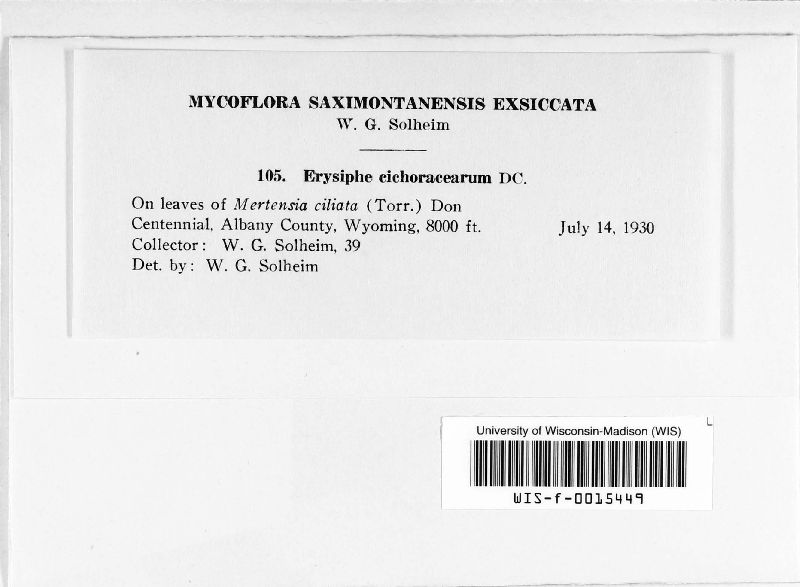 MYCOFLORA SAXIMONTANENSIS EXSICCATA
W. G. Solheim
105. Erysiphe cichoracearum DC.
On leaves of Mertensia ciliata (Torr.) Don
Centennial, Albany County, Wyoming, 8000 ft. July 14, 1930
Collector: W. G. Solheim, 39
Det. by: W. G. Solheim
University of Wisconsin-Madison (WIS)
WIS-f-0015449